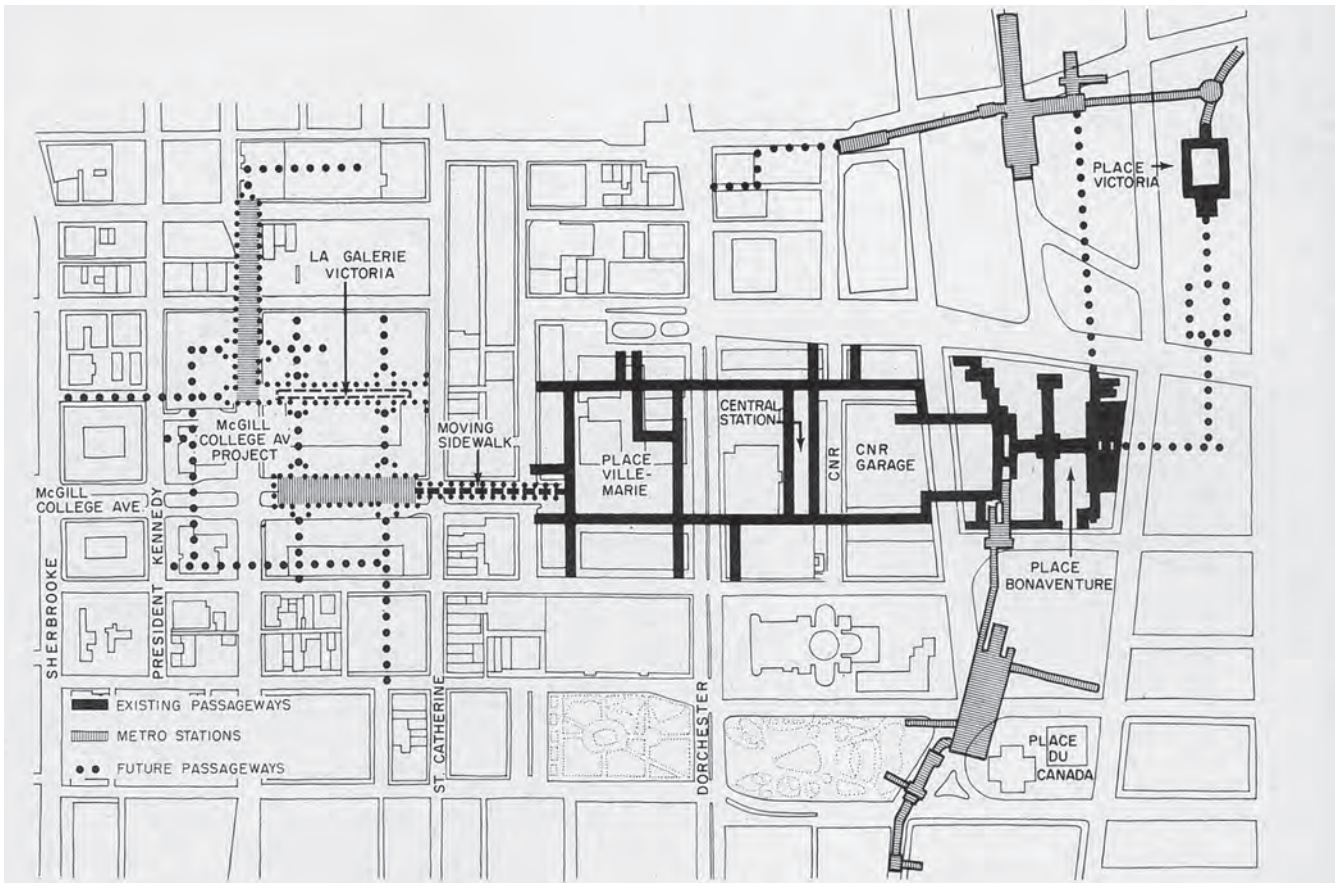 PLACE
VICTORIA
LA GALERIE
VICTORIA
McGILL
COLLEGE AV
PROJECT
MOVING
SIDEWALK
CENTRAL
STATION
PLACE
VILLE-
MARIE
CNR
CNR
GARAGE
McGILL
COLLEGE AVE.
PLACE
BONAVENTURE
SHERBROOKE
PRESIDENT KENNEDY
ST CATHERINE
DORCHESTER
PLACE
DU
CANADA
EXISTING PASSAGEWAYS
METRO STATIONS
FUTURE PASSAGEWAYS